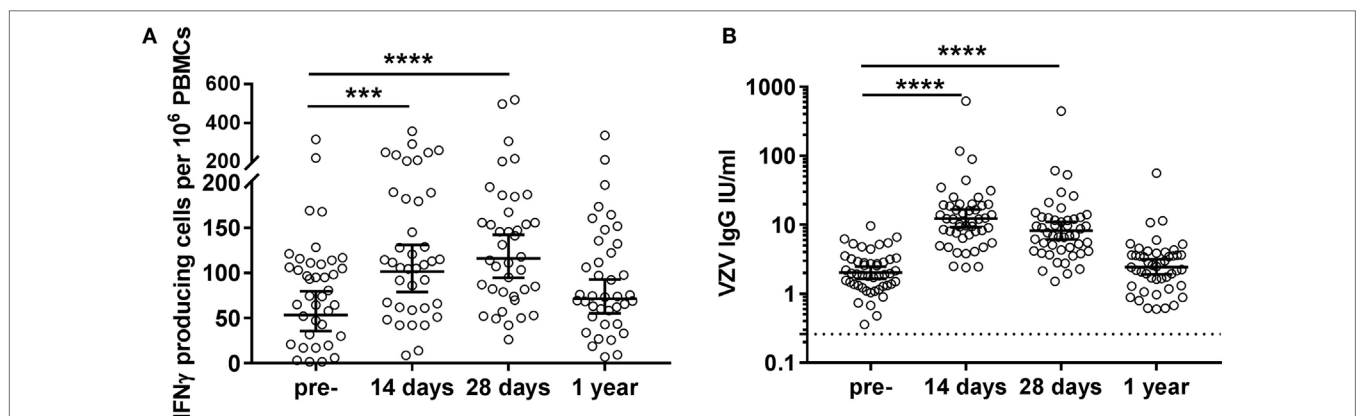 A
IFNγ producing cells per 10⁶ PBMCs
600
400
200
200
150
100
50
0
****
***
pre-
14 days
28 days
1 year
B
VZV IgG IU/ml
1000
100
10
1
0.1
****
****
pre-
14 days
28 days
1 year